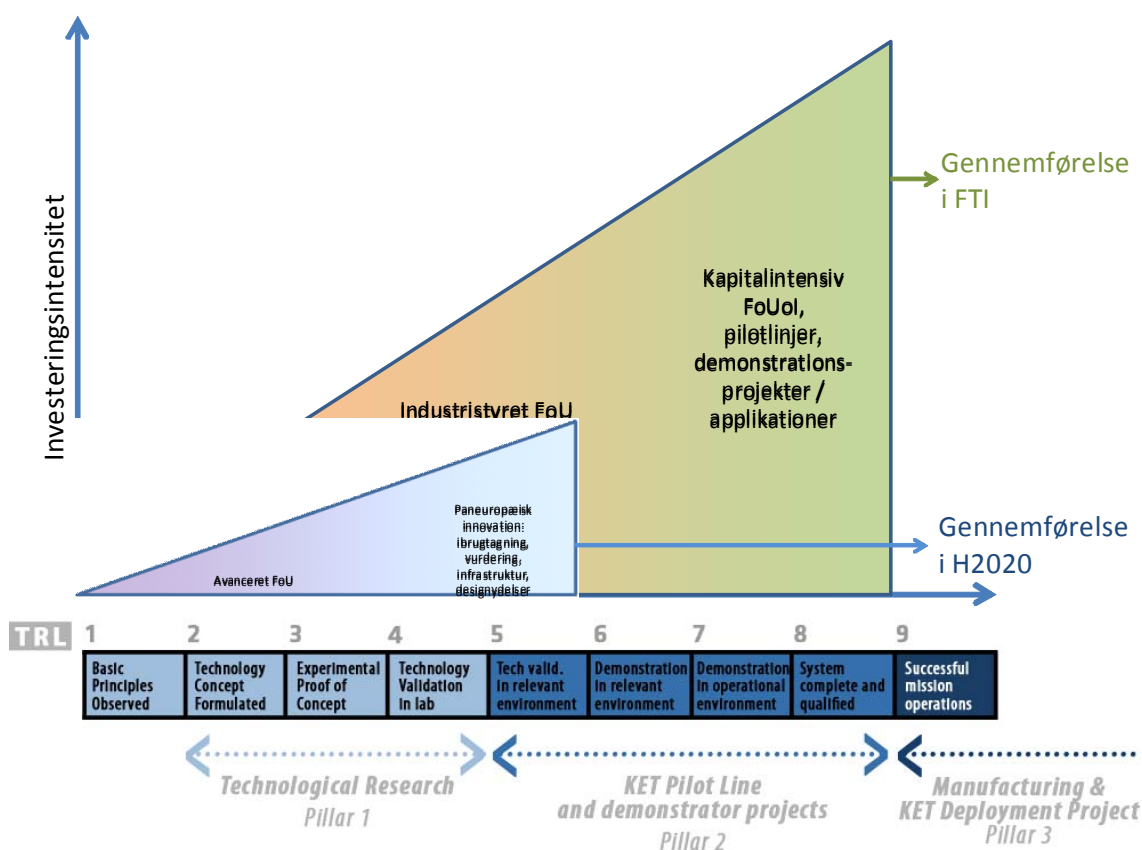 Investeringsintensitet
Gennemførelse
i FTI
Kapitalintensiv
FoUoI,
pilotlinjer,
demonstrations-
projekter /
applikationer
Industristyret FoU
Paneuropæisk
innovation:
ibrugtagning,
vurdering,
infrastruktur,
designydelser
Avanceret FoU
Gennemførelse
i H2020
TRL 1 2 3 4 5 6 7 8 9
Basic
Principles
Observed
Technology
Concept
Formulated
Experimental
Proof of
Concept
Technology
Validation
in lab
Tech valid.
in relevant
environment
Demonstration
in relevant
environment
Demonstration
in operational
environment
System
complete and
qualified
Successful
mission
operations
Technological Research
Pillar 1
KET Pilot Line
and demonstrator projects
Pillar 2
Manufacturing &
KET Deployment Project
Pillar 3